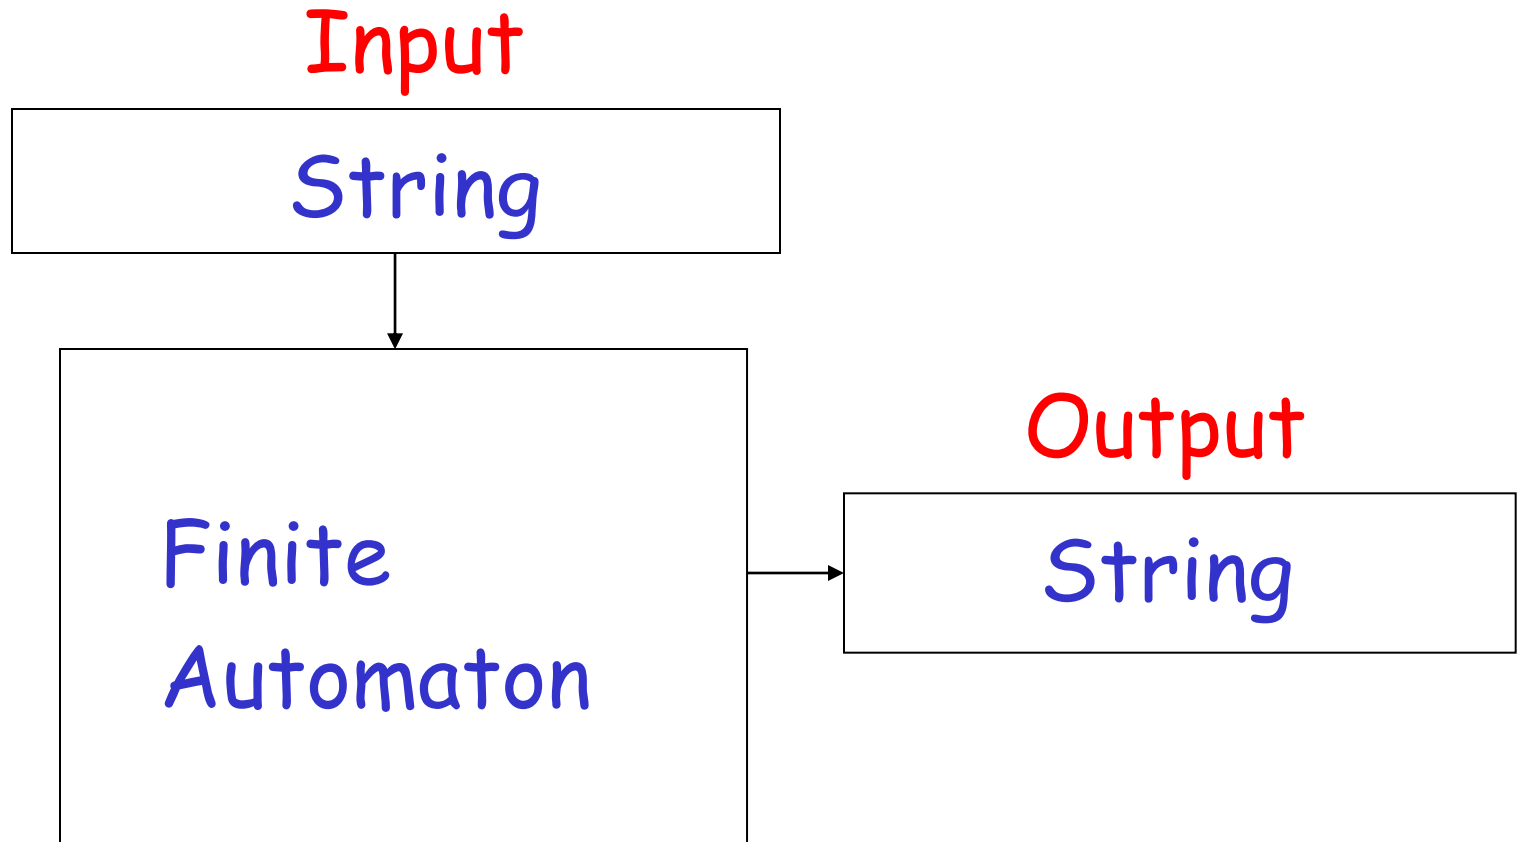 Input
String
Output
String
Finite
Automaton